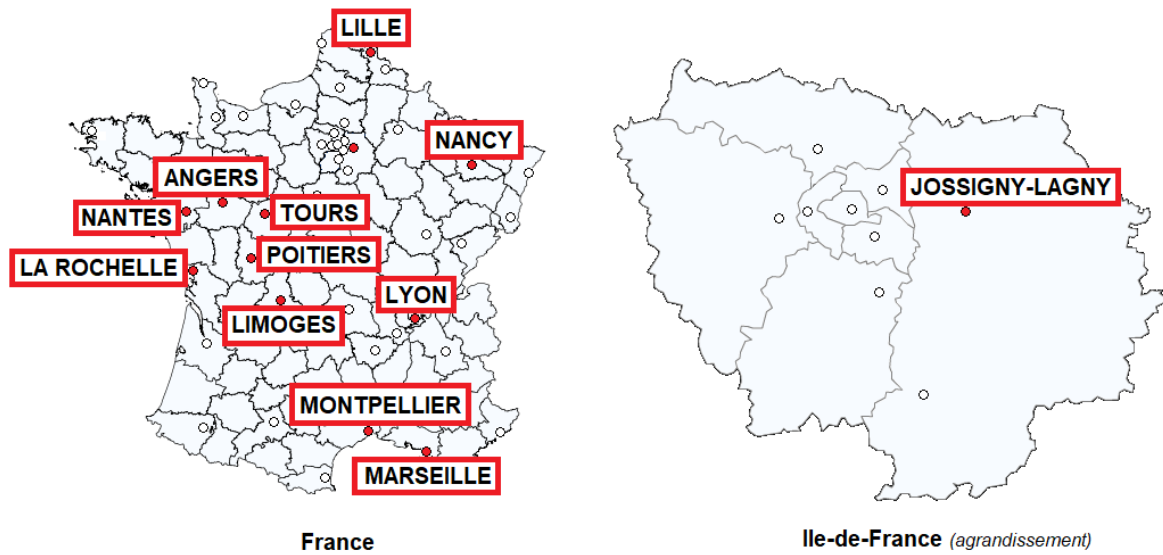 LILLE
NANCY
ANGERS
JOSSIGNY-LAGNY
NANTES
TOURS
POITIERS
LA ROCHELLE
LYON
LIMOGES
MONTPELLIER
MARSEILLE
France
Ile-de-France (agrandissement)